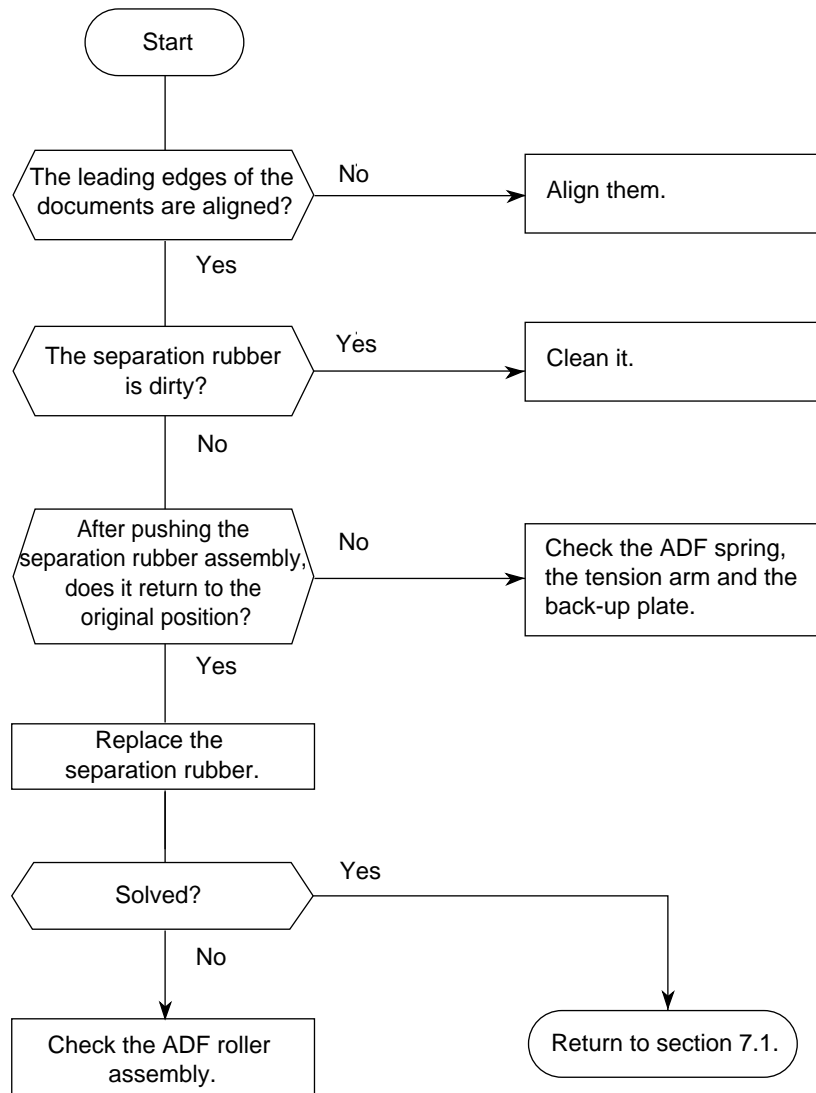 Start
The leading edges of the
documents are aligned?
No
Align them.
Yes
The separation rubber
is dirty?
Yes
Clean it.
No
After pushing the
separation rubber assembly,
does it return to the
original position?
No
Check the ADF spring,
the tension arm and the
back-up plate.
Yes
Replace the
separation rubber.
Solved?
Yes
No
Check the ADF roller
assembly.
Return to section 7.1.